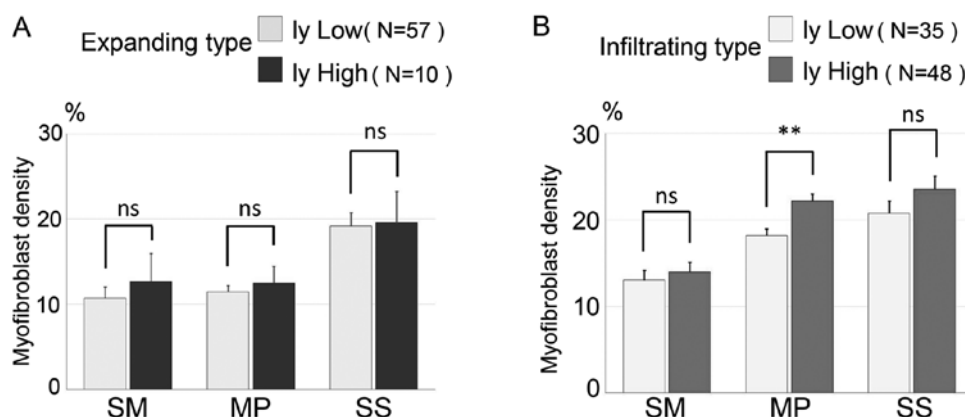 A
Expanding type
ly Low( N=57 )
ly High( N=10 )
%
Myofibroblast density
30
20
10
0
ns
ns
ns
SM MP SS
B
Infiltrating type
ly Low(N=35)
ly High (N=48)
%
Myofibroblast density
30
20
10
0
ns
**
ns
SM MP SS